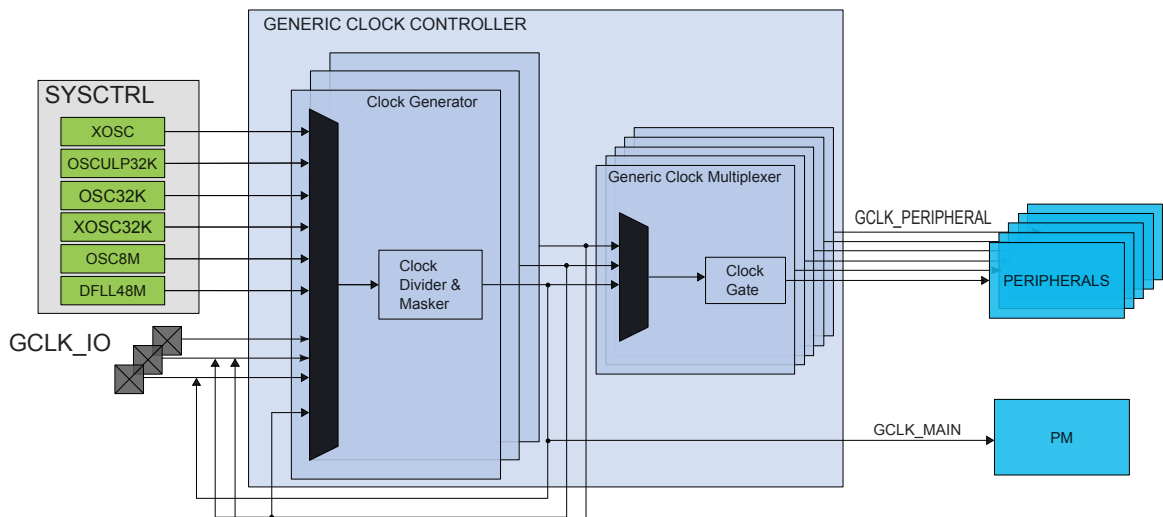 GENERIC CLOCK CONTROLLER
SYSCTRL
XOSC
OSCULP32K
OSC32K
XOSC32K
OSC8M
DFLL48M
GCLK_IO
Clock Generator
Clock
Divider &
Masker
Generic Clock Multiplexer
Clock
Gate
GCLK_PERIPHERAL
PERIPHERALS
GCLK_MAIN
PM